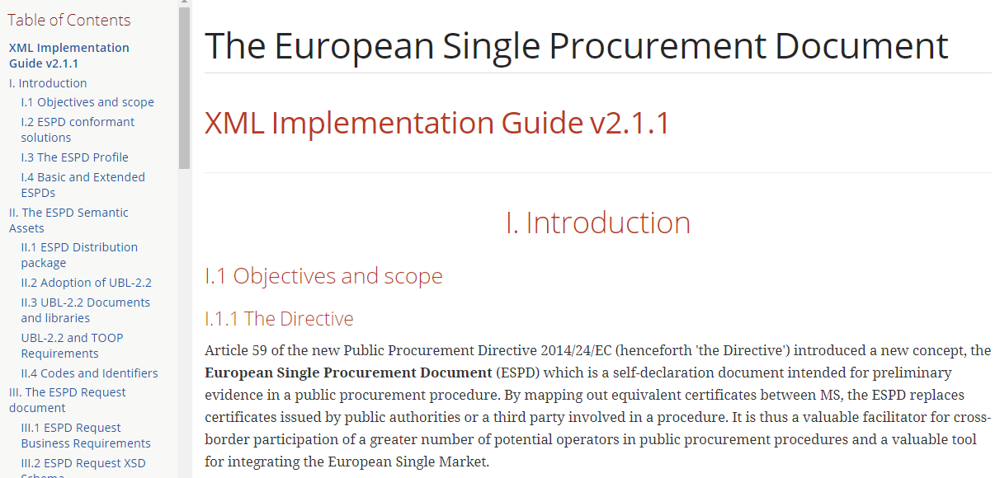 Table of Contents
XML Implementation
Guide v2.1.1
I. Introduction
I.1 Objectives and scope
I.2 ESPD conformant
solutions
I.3 The ESPD Profile
I.4 Basic and Extended
ESPDs
II. The ESPD Semantic
Assets
II.1 ESPD Distribution
package
II.2 Adoption of UBL-2.2
II.3 UBL-2.2 Documents
and libraries
UBL-2.2 and TOOP
Requirements
II.4 Codes and Identifiers
III. The ESPD Request
document
III.1 ESPD Request
Business Requirements
III.2 ESPD Request XSD
Schema
The European Single Procurement Document
XML Implementation Guide v2.1.1
I. Introduction
I.1 Objectives and scope
I.1.1 The Directive
Article 59 of the new Public Procurement Directive 2014/24/EC (henceforth 'the Directive') introduced a new concept, the
European Single Procurement Document (ESPD) which is a self-declaration document intended for preliminary
evidence in a public procurement procedure. By mapping out equivalent certificates between MS, the ESPD replaces
certificates issued by public authorities or a third party involved in a procedure. It is thus a valuable facilitator for cross-
border participation of a greater number of potential operators in public procurement procedures and a valuable tool
for integrating the European Single Market.